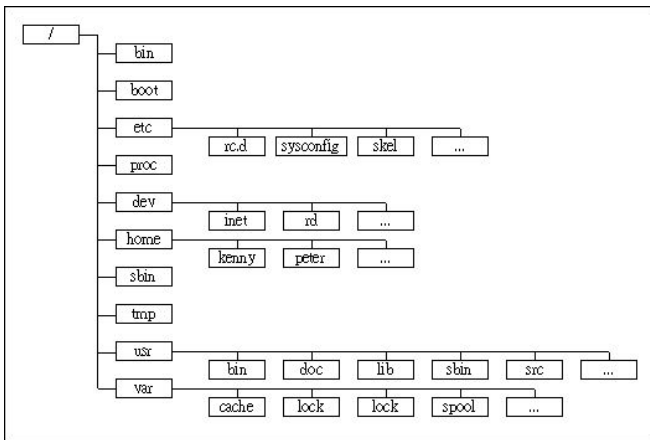 /
bin
boot
etc
rc.d sysconfig skel ...
proc
dev
inet rd ...
home
kenny peter ...
sbin
tmp
usr
bin doc lib sbin src ...
var
cache lock lock spool ...